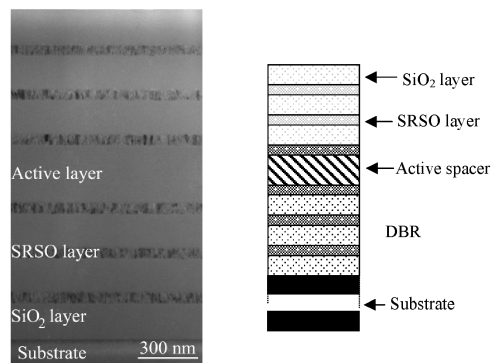 Active layer
SRSO layer
SiO₂ layer
Substrate
300 nm
SiO₂ layer
SRSO layer
Active spacer
DBR
Substrate